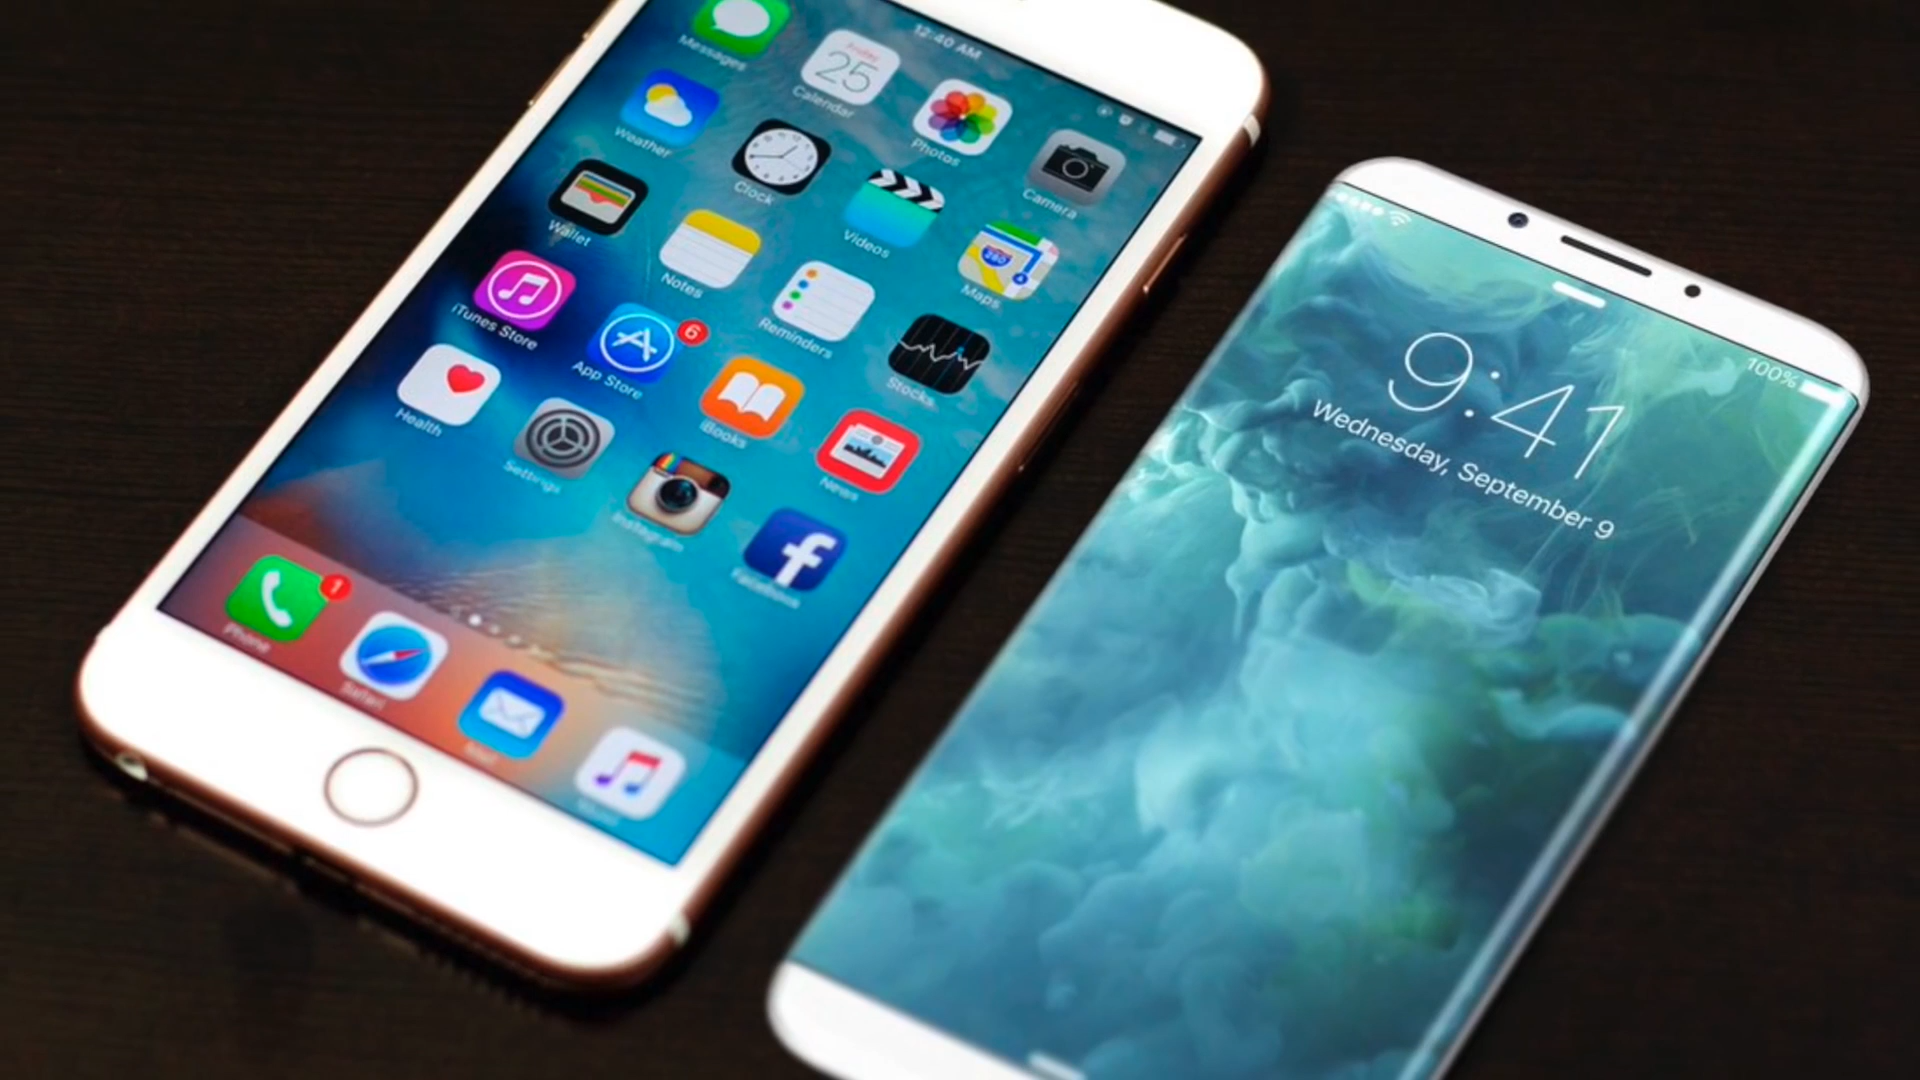 12:40 AM
Messages
Friday
25
Calendar
Photos
Camera
Weather
Clock
Videos
280
Maps
Wallet
Notes
Reminders
Stocks
iTunes Store
6
App Store
iBooks
News
Health
Settings
Instagram
f
Facebook
1
Phone
Safari
Mail
Music
100%
9:41
Wednesday, September 9